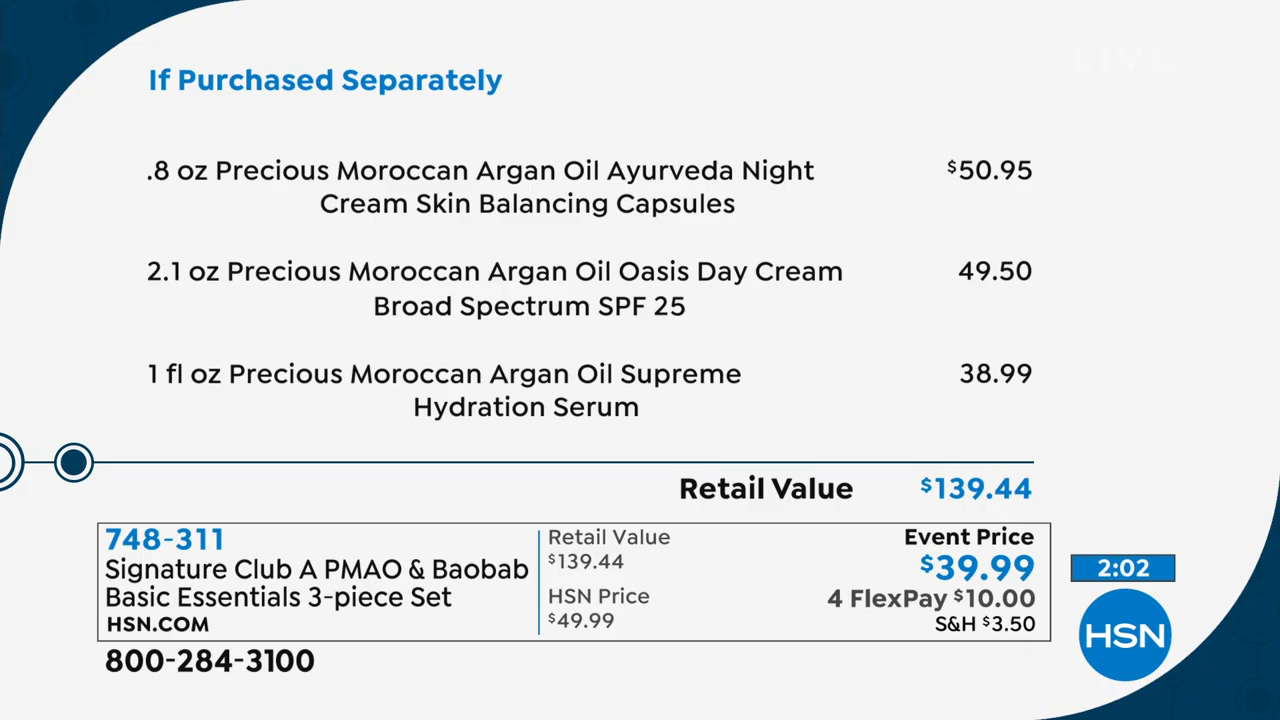 LIVE
If Purchased Separately
.8 oz Precious Moroccan Argan Oil Ayurveda Night $50.95
Cream Skin Balancing Capsules
2.1 oz Precious Moroccan Argan Oil Oasis Day Cream 49.50
Broad Spectrum SPF 25
1 fl oz Precious Moroccan Argan Oil Supreme 38.99
Hydration Serum
Retail Value $139.44
748-311
Signature Club A PMAO & Baobab
Basic Essentials 3-piece Set
HSN.COM
Retail Value
$139.44
HSN Price
$49.99
Event Price
$39.99
4 FlexPay $10.00
S&H $3.50
2:02
HSN
800-284-3100